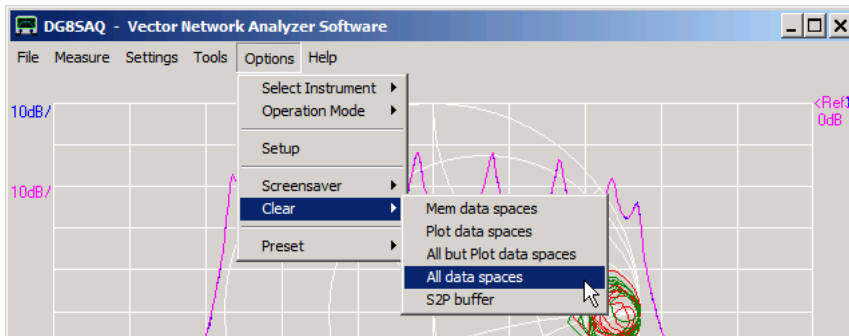 DG8SAQ - Vector Network Analyzer Software
File Measure Settings Tools Options Help
Select Instrument
Operation Mode
Setup
Screensaver
Clear
Preset
Mem data spaces
Plot data spaces
All but Plot data spaces
All data spaces
S2P buffer
10dB/
10dB/
<Ref1
0dB